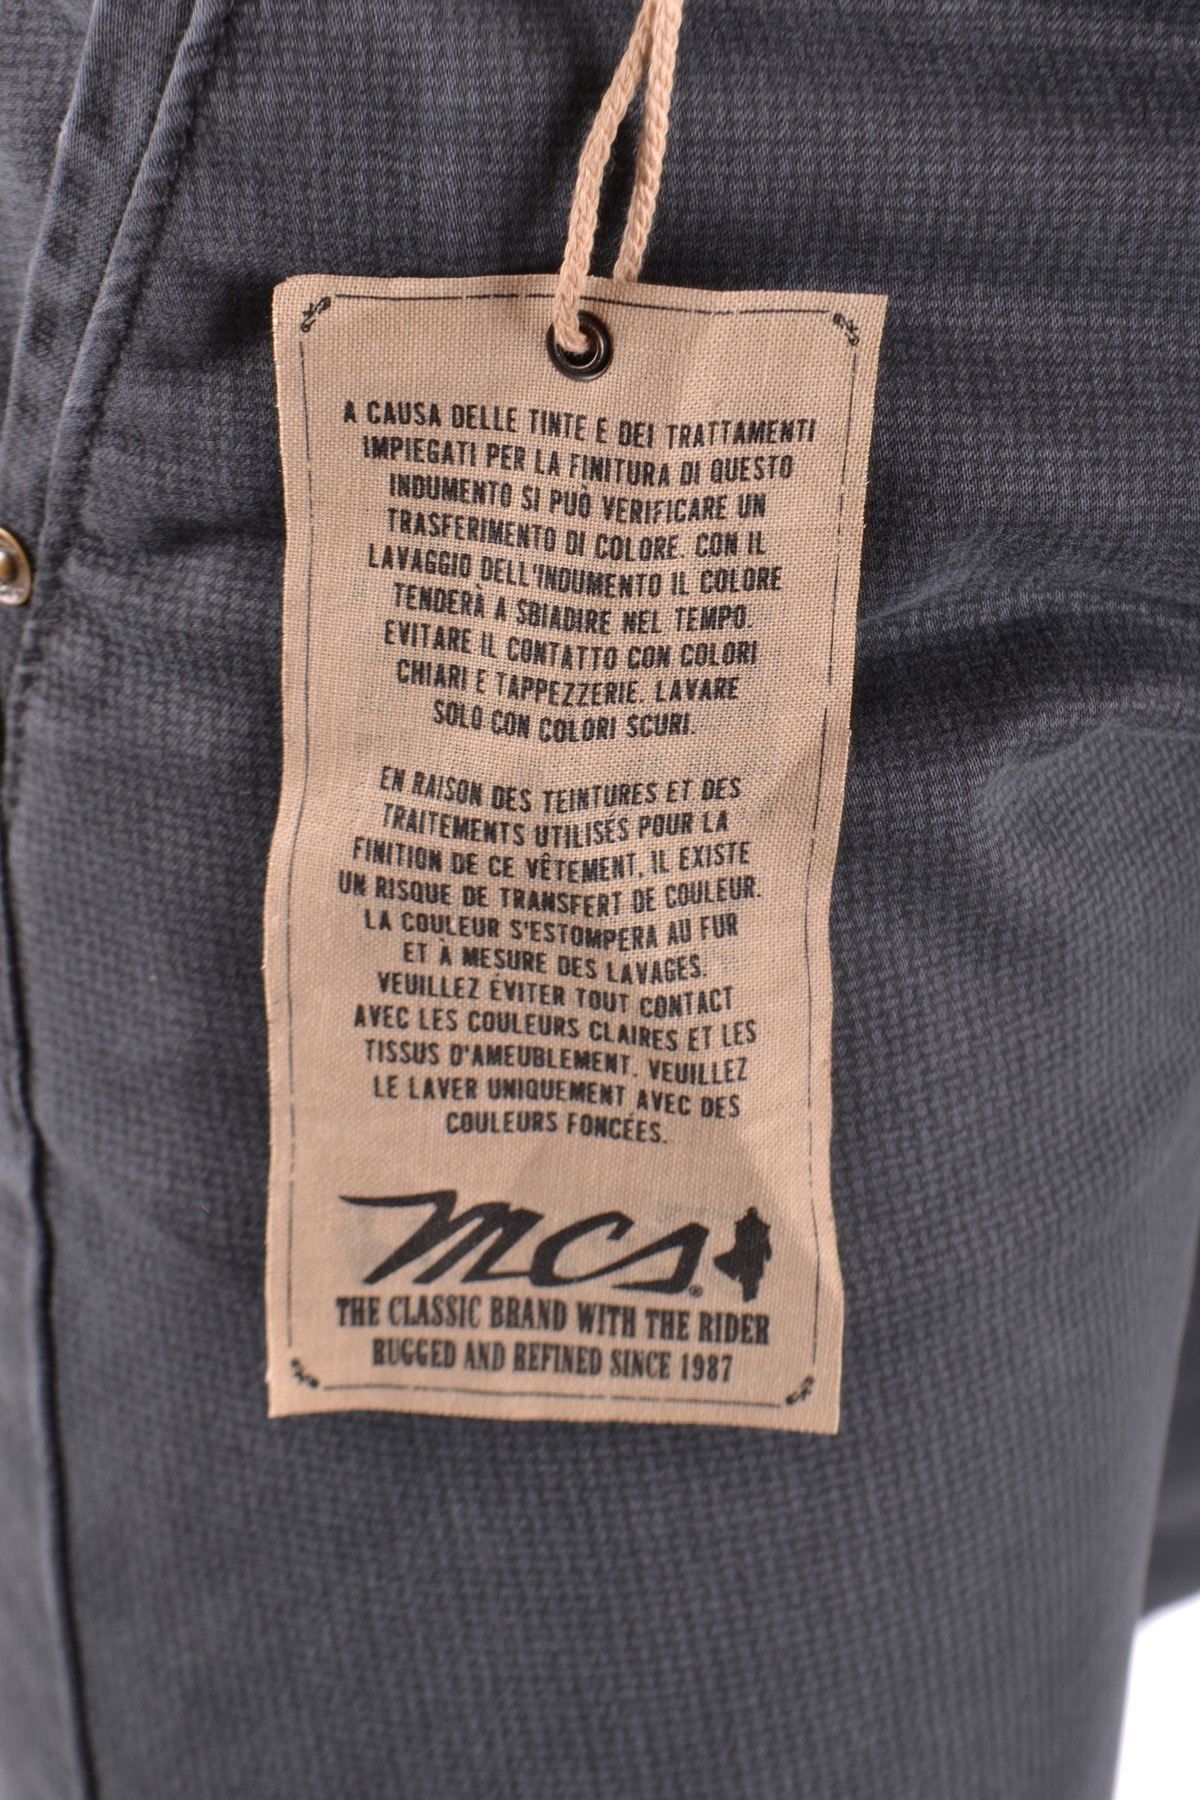 A CAUSA DELLE TINTE E DEI TRATTAMENTI
IMPIEGATI PER LA FINITURA DI QUESTO
INDUMENTO SI PUÒ VERIFICARE UN
TRASFERIMENTO DI COLORE. CON IL
LAVAGGIO DELL'INDUMENTO IL COLORE
TENDERÀ A SBIADIRE NEL TEMPO.
EVITARE IL CONTATTO CON COLORI
CHIARI E TAPPEZZERIE. LAVARE
SOLO CON COLORI SCURI.
EN RAISON DES TEINTURES ET DES
TRAITEMENTS UTILISÉS POUR LA
FINITION DE CE VÊTEMENT, IL EXISTE
UN RISQUE DE TRANSFERT DE COULEUR.
LA COULEUR S'ESTOMPERA AU FUR
ET À MESURE DES LAVAGES.
VEUILLEZ ÉVITER TOUT CONTACT
AVEC LES COULEURS CLAIRES ET LES
TISSUS D'AMEUBLEMENT. VEUILLEZ
LE LAVER UNIQUEMENT AVEC DES
COULEURS FONCÉES.
MCS®
THE CLASSIC BRAND WITH THE RIDER
RUGGED AND REFINED SINCE 1987